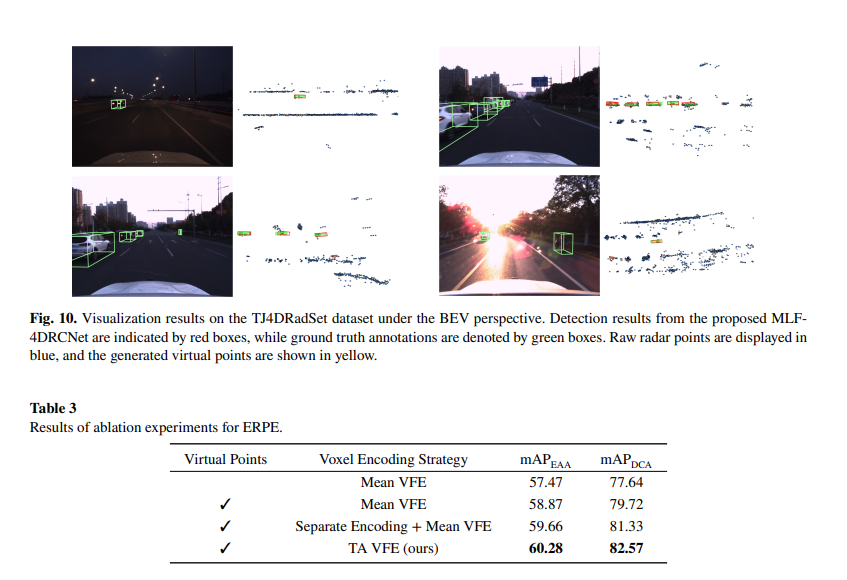 Fig. 10. Visualization results on the TJ4DRadSet dataset under the BEV perspective. Detection results from the proposed MLF-
4DRCNet are indicated by red boxes, while ground truth annotations are denoted by green boxes. Raw radar points are displayed in
blue, and the generated virtual points are shown in yellow.
Table 3
Results of ablation experiments for ERPE.
Virtual Points Voxel Encoding Strategy mAP_EAA mAP_DCA
Mean VFE 57.47 77.64
✓ Mean VFE 58.87 79.72
✓ Separate Encoding + Mean VFE 59.66 81.33
✓ TA VFE (ours) 60.28 82.57